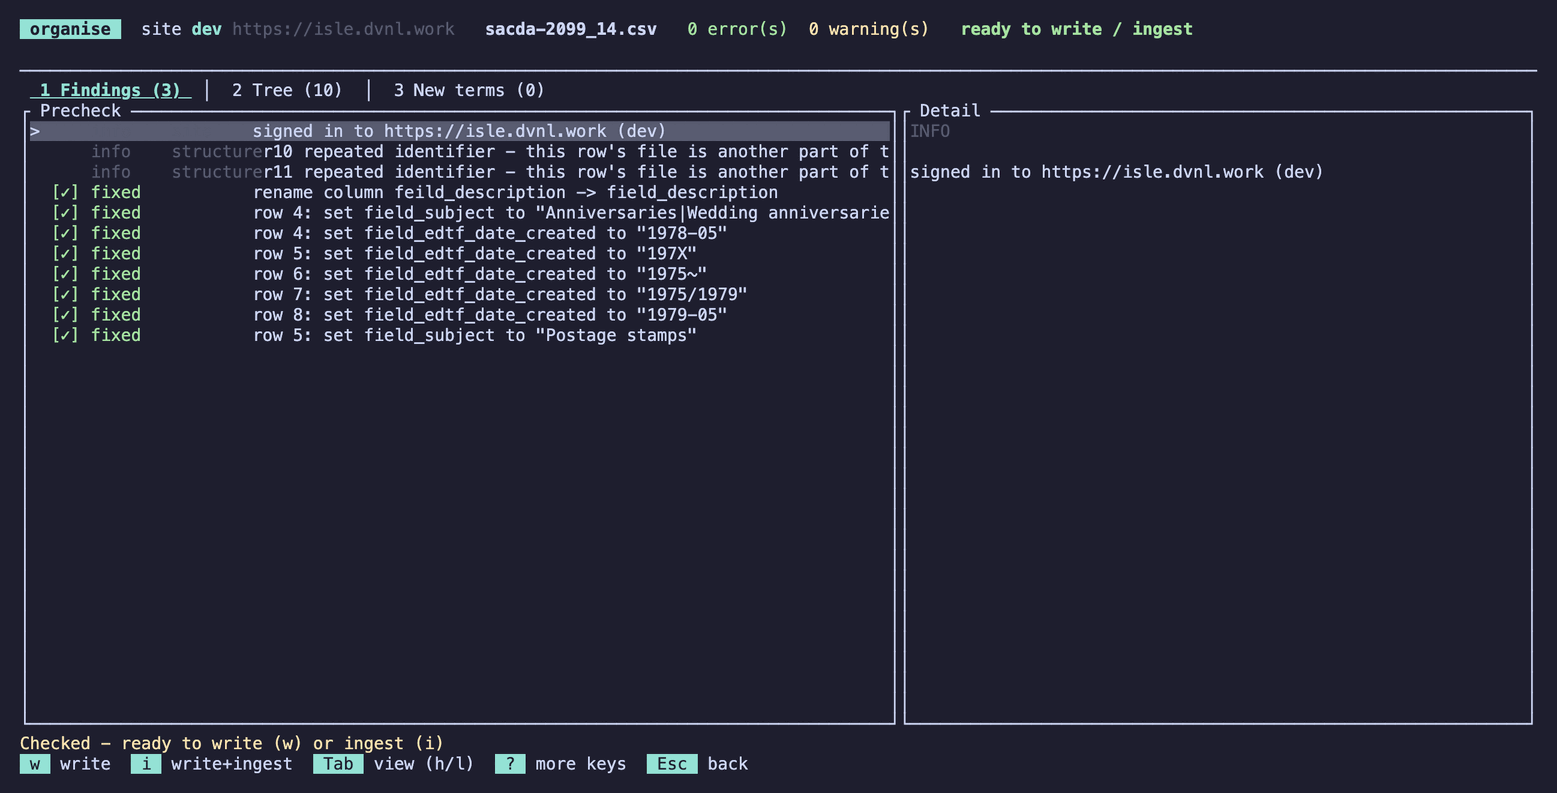 organise site dev https://isle.dvnl.work sacda-2099_14.csv 0 error(s) 0 warning(s) ready to write / ingest
1 Findings (3) │ 2 Tree (10) │ 3 New terms (0)
Precheck
> signed in to https://isle.dvnl.work (dev)
info structurer10 repeated identifier – this row's file is another part of t
info structurer11 repeated identifier – this row's file is another part of t
[✓] fixed rename column feild_description –> field_description
[✓] fixed row 4: set field_subject to "Anniversaries|Wedding anniversarie
[✓] fixed row 4: set field_edtf_date_created to "1978-05"
[✓] fixed row 5: set field_edtf_date_created to "197X"
[✓] fixed row 6: set field_edtf_date_created to "1975~"
[✓] fixed row 7: set field_edtf_date_created to "1975/1979"
[✓] fixed row 8: set field_edtf_date_created to "1979-05"
[✓] fixed row 5: set field_subject to "Postage stamps"
Detail
INFO
signed in to https://isle.dvnl.work (dev)
Checked – ready to write (w) or ingest (i)
w write i write+ingest Tab view (h/l) ? more keys Esc back